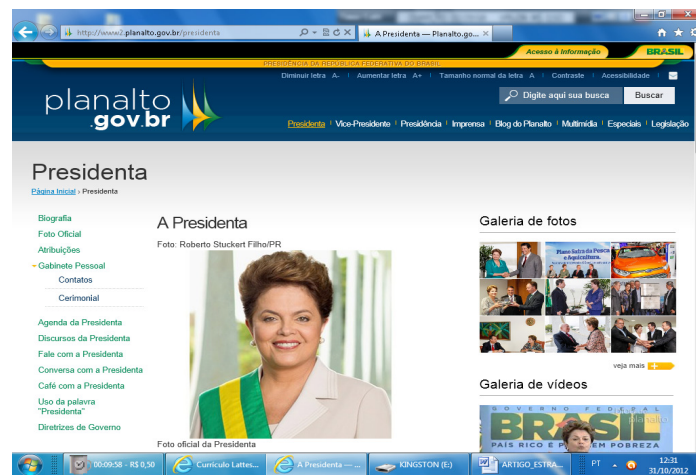 http://www2.planalto.gov.br/presidenta
A Presidenta — Planalto.go...
Acesso à Informação
BRASIL
PRESIDÊNCIA DA REPÚBLICA FEDERATIVA DO BRASIL
Diminuir letra A- Aumentar letra A+ Tamanho normal da letra A Contraste Acessibilidade
planalto
.gov.br
Digite aqui sua busca
Buscar
Presidenta Vice-Presidente Presidência Imprensa Blog do Planalto Multimídia Especiais Legislação
Presidenta
Página Inicial › Presidenta
Biografia
Foto Oficial
Atribuições
Gabinete Pessoal
Contatos
Cerimonial
Agenda da Presidenta
Discursos da Presidenta
Fale com a Presidenta
Conversa com a Presidenta
Café com a Presidenta
Uso da palavra
"Presidenta"
Diretrizes de Governo
A Presidenta
Foto: Roberto Stuckert Filho/PR
Foto oficial da Presidenta
Galeria de fotos
Plano Safra da Pesca
e Aquicultura.
veja mais +
Galeria de vídeos
GOVERNO FEDERAL
BRASIL
PAÍS RICO É PAÍS SEM POBREZA
planalto
00:09:58 - R$ 0,50
Currículo Lattes...
A Presidenta — ...
KINGSTON (E:)
ARTIGO_ESTRA...
PT
12:31
31/10/2012